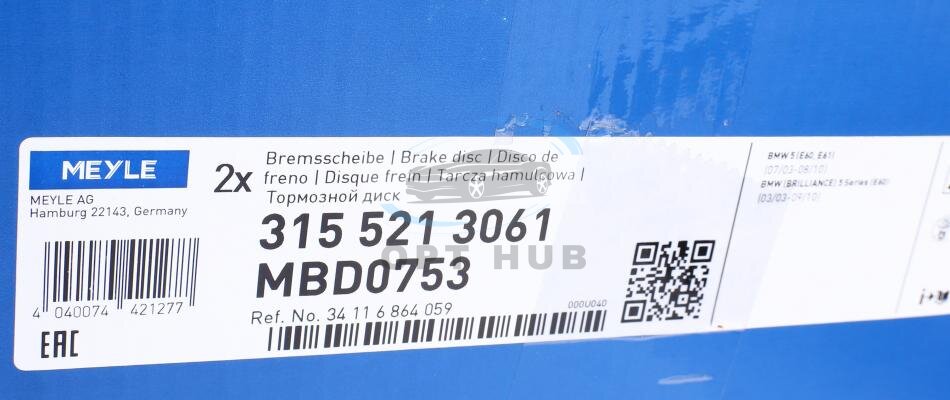 MEYLE
MEYLE AG
Hamburg 22143, Germany
4 040074 421277
EAC
2x
Bremsscheibe | Brake disc | Disco de
freno | Disque frein | Tarcza hamulcowa |
Тормозной диск
315 521 3061
MBD0753
OPT HUB
Ref. No. 34 11 6 864 059
000U04D
BMW 5 (E60, E61)
(07/03-08/10)
BMW (BRILLIANCE) 5 Series (E60)
(03/03-09/10)